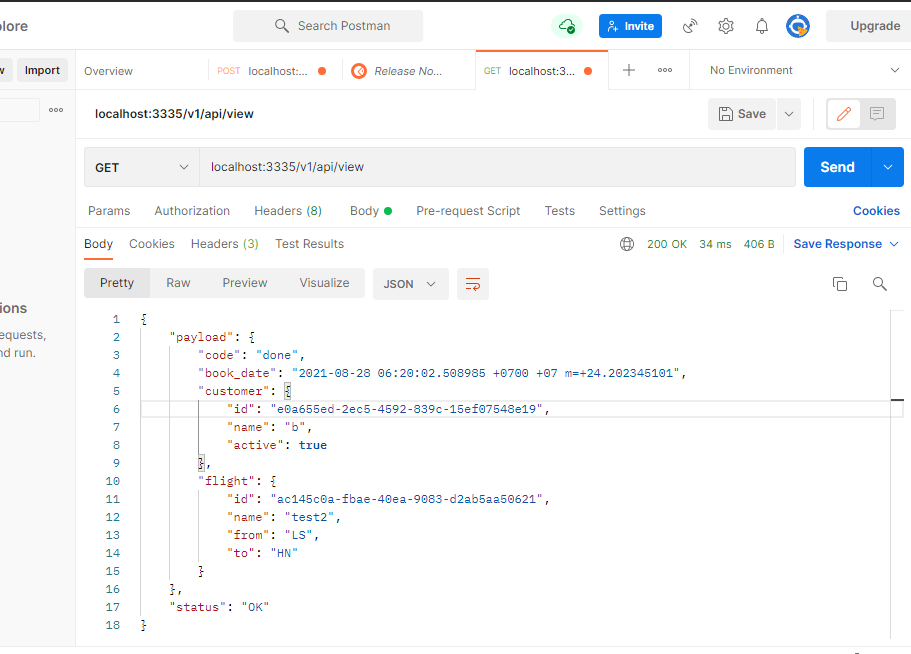 plore
Search Postman
Invite
Upgrade
w
Import
Overview
POST localhost:...
Release No...
GET localhost:3...
No Environment
localhost:3335/v1/api/view
Save
GET
localhost:3335/v1/api/view
Send
Params
Authorization
Headers (8)
Body
Pre-request Script
Tests
Settings
Cookies
Body
Cookies
Headers (3)
Test Results
200 OK
34 ms
406 B
Save Response
Pretty
Raw
Preview
Visualize
JSON
ions
equests,
nd run.
1 {
2 "payload": {
3 "code": "done",
4 "book_date": "2021-08-28 06:20:02.508985 +0700 +07 m=+24.202345101",
5 "customer": {
6 "id": "e0a655ed-2ec5-4592-839c-15ef07548e19",
7 "name": "b",
8 "active": true
9 },
10 "flight": {
11 "id": "ac145c0a-fbae-40ea-9083-d2ab5aa50621",
12 "name": "test2",
13 "from": "LS",
14 "to": "HN"
15 }
16 },
17 "status": "OK"
18 }